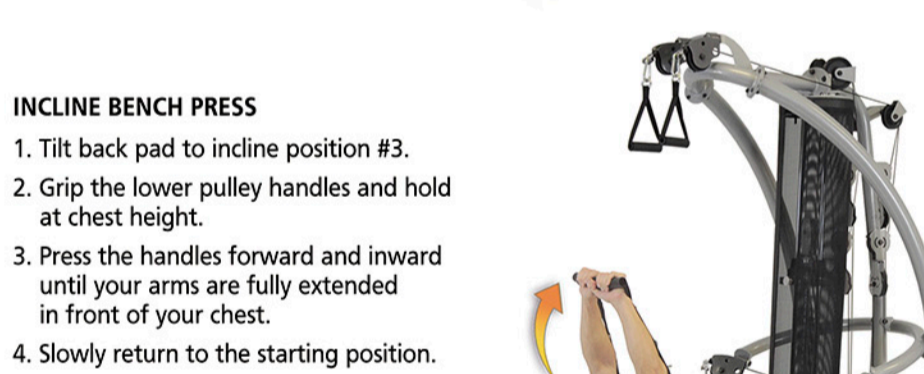 INCLINE BENCH PRESS
1. Tilt back pad to incline position #3.
2. Grip the lower pulley handles and hold
at chest height.
3. Press the handles forward and inward
until your arms are fully extended
in front of your chest.
4. Slowly return to the starting position.